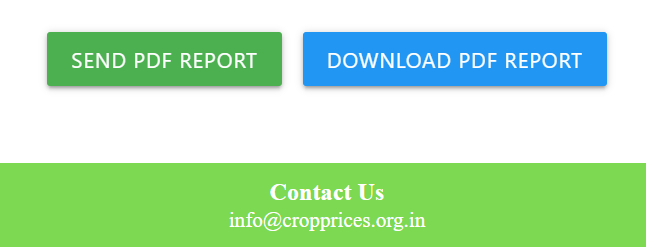 SEND PDF REPORT DOWNLOAD PDF REPORT
Contact Us
info@cropprices.org.in